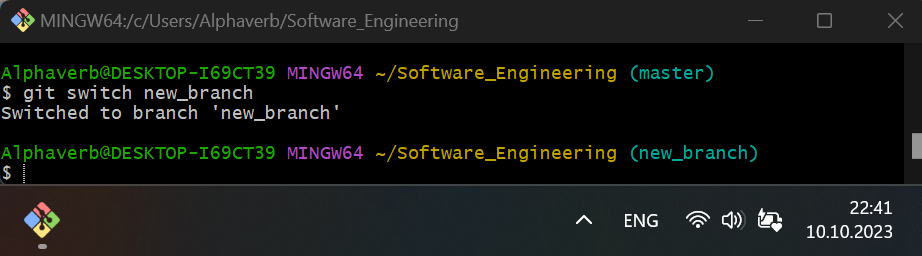 MINGW64:/c/Users/Alphaverb/Software_Engineering
Alphaverb@DESKTOP-I69CT39 MINGW64 ~/Software_Engineering (master)
$ git switch new_branch
Switched to branch 'new_branch'
Alphaverb@DESKTOP-I69CT39 MINGW64 ~/Software_Engineering (new_branch)
$
ENG
22:41
10.10.2023